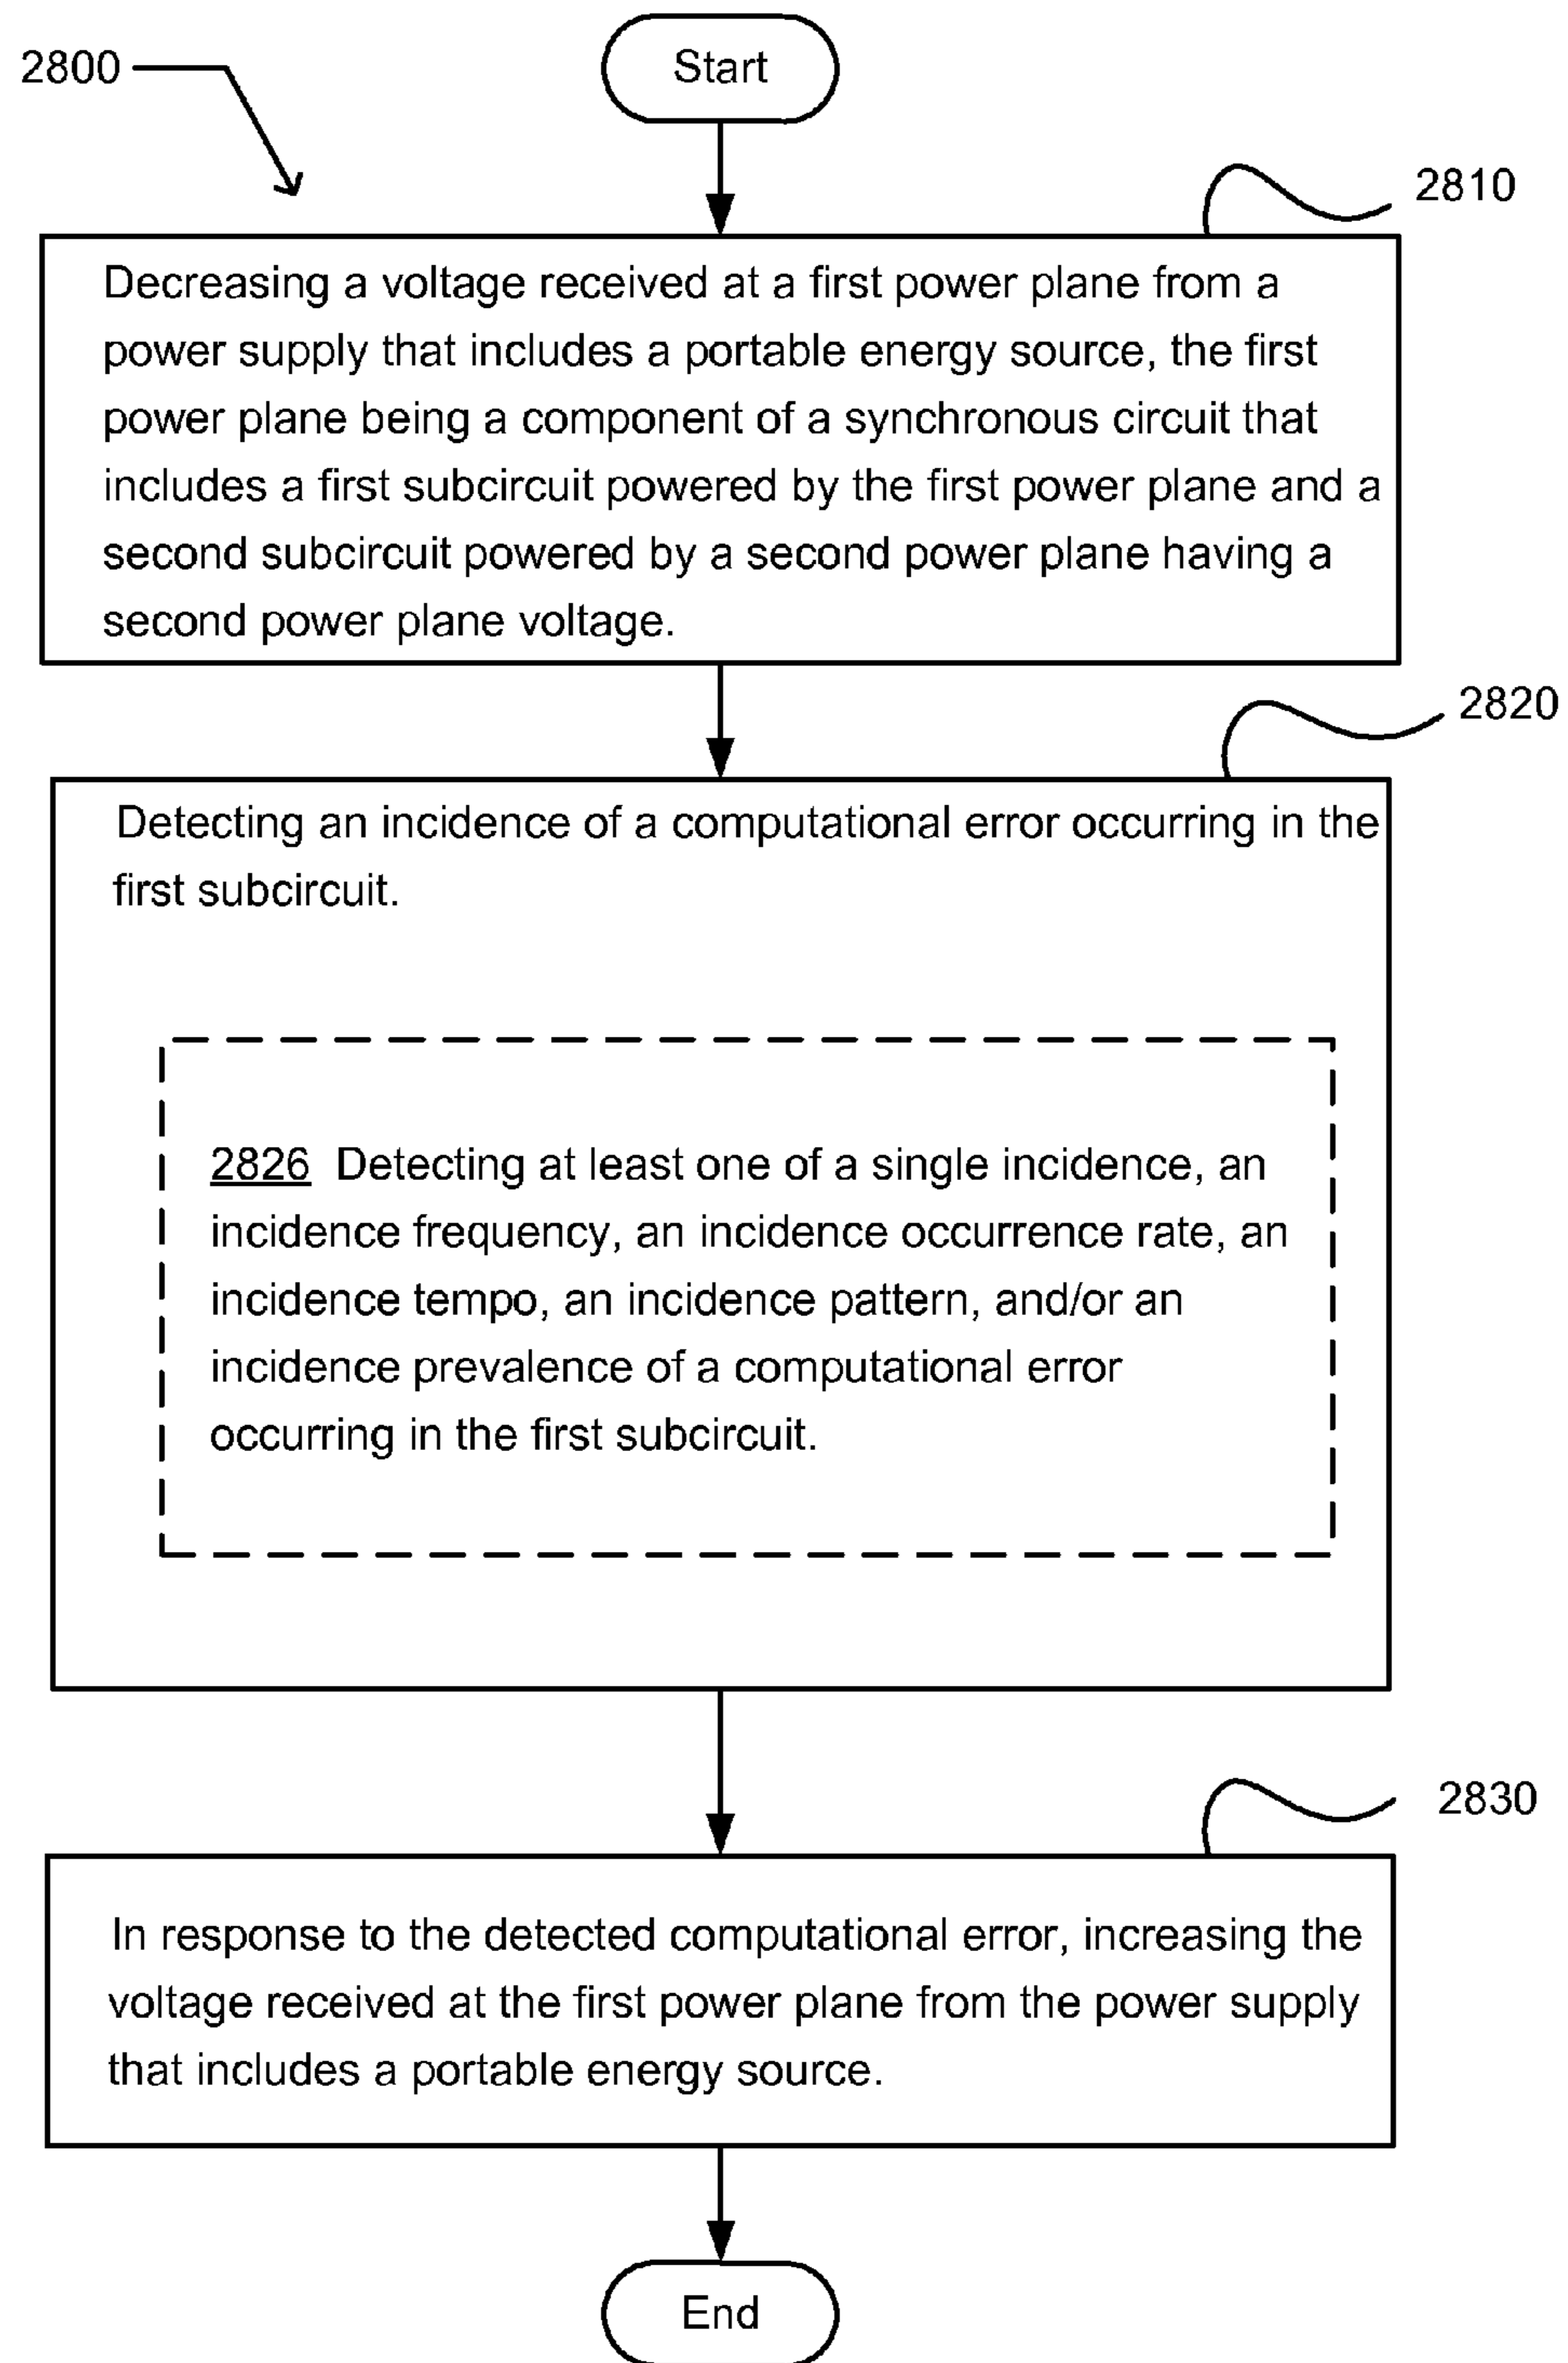 2800
Start
2810
Decreasing a voltage received at a first power plane from a
power supply that includes a portable energy source, the first
power plane being a component of a synchronous circuit that
includes a first subcircuit powered by the first power plane and a
second subcircuit powered by a second power plane having a
second power plane voltage.
2820
Detecting an incidence of a computational error occurring in the
first subcircuit.
2826 Detecting at least one of a single incidence, an
incidence frequency, an incidence occurrence rate, an
incidence tempo, an incidence pattern, and/or an
incidence prevalence of a computational error
occurring in the first subcircuit.
2830
In response to the detected computational error, increasing the
voltage received at the first power plane from the power supply
that includes a portable energy source.
End